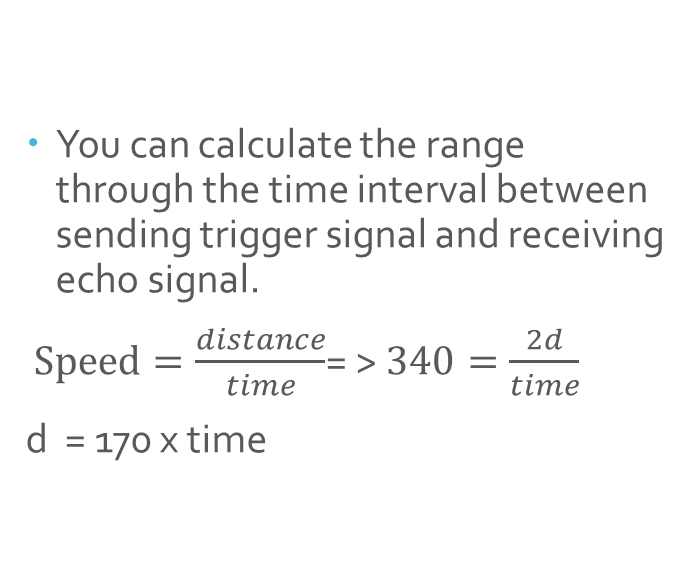 • You can calculate the range
through the time interval between
sending trigger signal and receiving
echo signal.
Speed = distance/time = > 340 = 2d/time
d = 170 x time